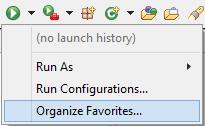 (no launch history)
Run As
Run Configurations...
Organize Favorites...